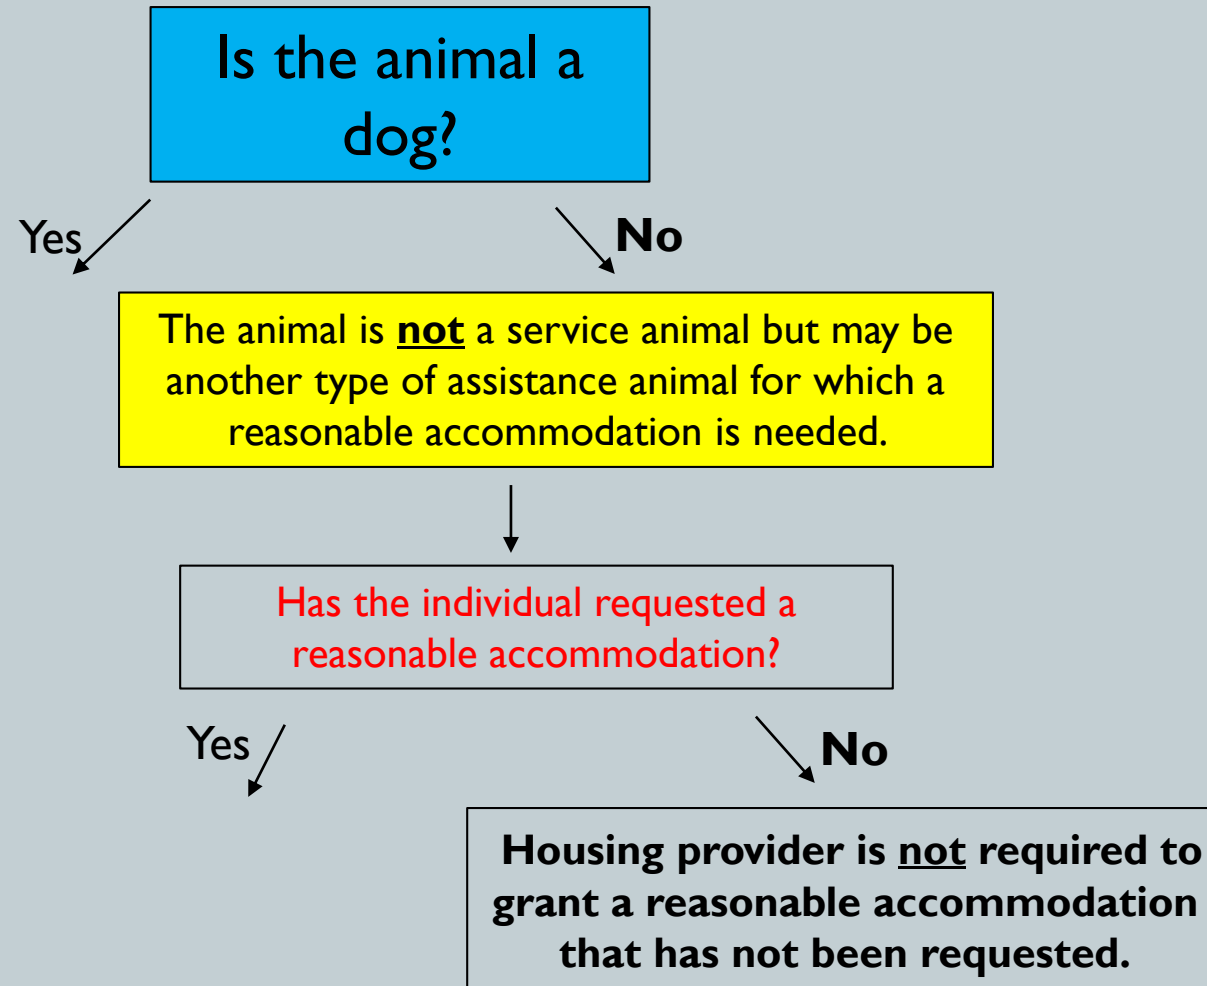 Is the animal a
dog?
Yes
No
The animal is not a service animal but may be
another type of assistance animal for which a
reasonable accommodation is needed.
Has the individual requested a
reasonable accommodation?
Yes
No
Housing provider is not required to
grant a reasonable accommodation
that has not been requested.